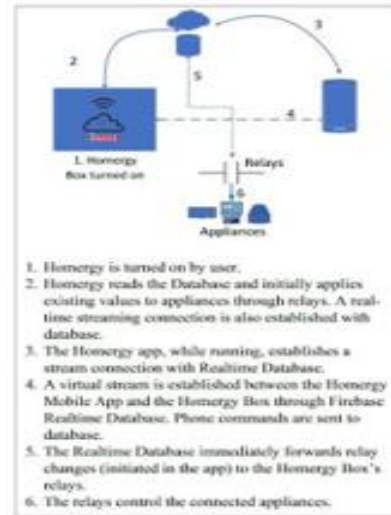 3
2
5
4
1. Homergy
Box turned on
Relays
6
Appliances
1. Homergy is turned on by user.
2. Homergy reads the Database and initially applies
existing values to appliances through relays. A real-
time streaming connection is also established with
database.
3. The Homergy app, while running, establishes a
stream connection with Realtime Database.
4. A virtual stream is established between the Homergy
Mobile App and the Homergy Box through Firebase
Realtime Database. Phone commands are sent to
database.
5. The Realtime Database immediately forwards relay
changes (initiated in the app) to the Homergy Box's
relays.
6. The relays control the connected appliances.